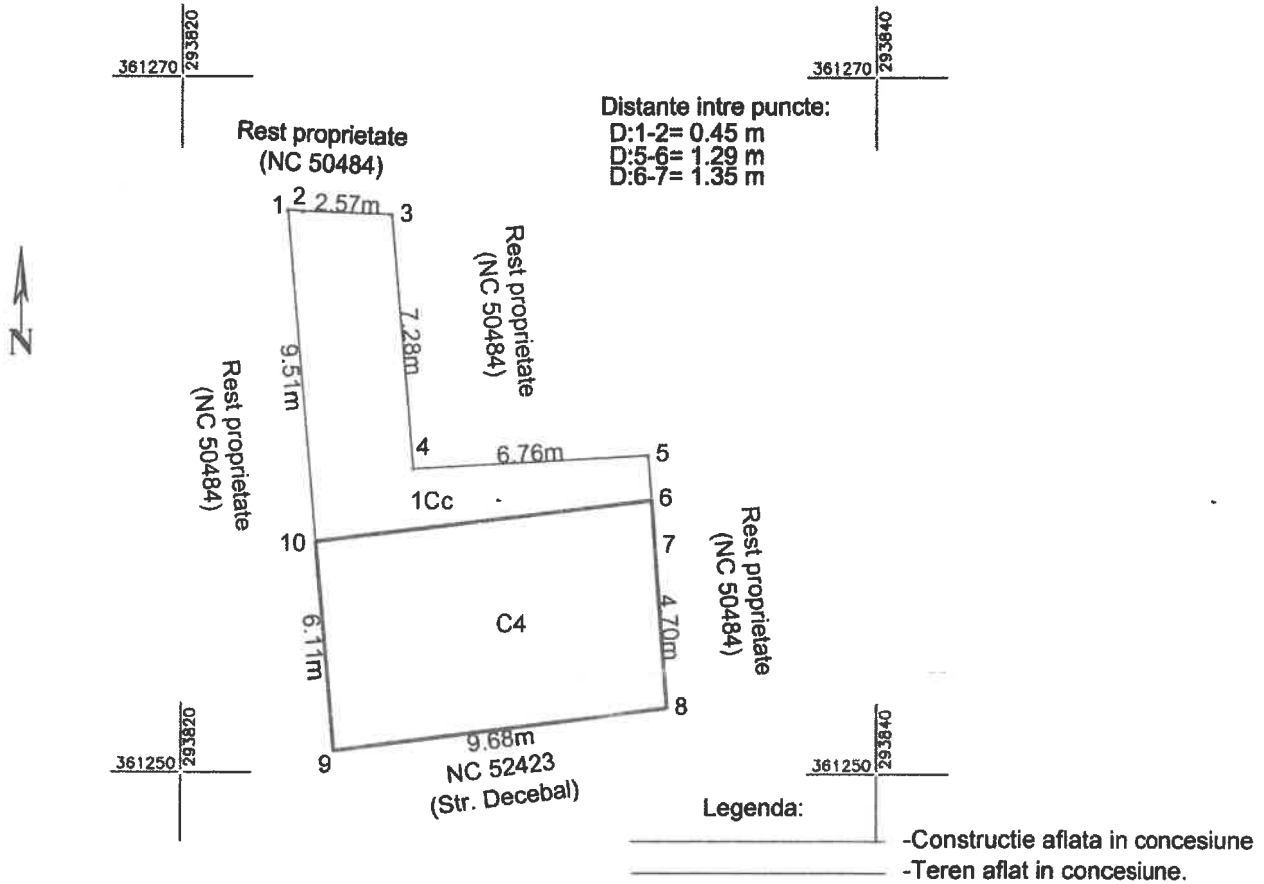 293820
361270
293840
361270
Distante intre puncte:
D:1-2= 0.45 m
D:5-6= 1.29 m
D:6-7= 1.35 m
Rest proprietate
(NC 50484)
1
2
2.57m
3
Rest proprietate
(NC 50484)
7.28m
N
9.51m
Rest proprietate
(NC 50484)
4
6.76m
5
1Cc
6
10
7
Rest proprietate
(NC 50484)
C4
4.70m
6.11m
8
9
9.68m
NC 52423
(Str. Decebal)
293820
361250
293840
361250
Legenda:
-Constructie aflata in concesiune
-Teren aflat in concesiune.